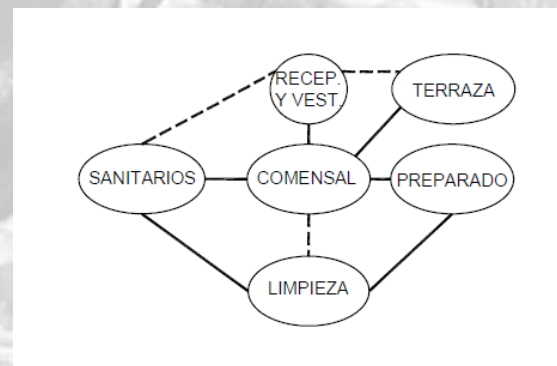 RECEP.
Y VEST.
TERRAZA
SANITARIOS
COMENSAL
PREPARADO
LIMPIEZA